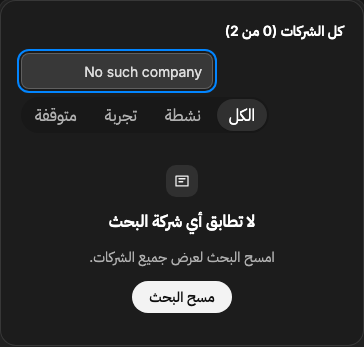 كل الشركات (0 من 2)
No such company
الكل نشطة تجربة متوقفة
لا تطابق أي شركة البحث
امسح البحث لعرض جميع الشركات.
مسح البحث